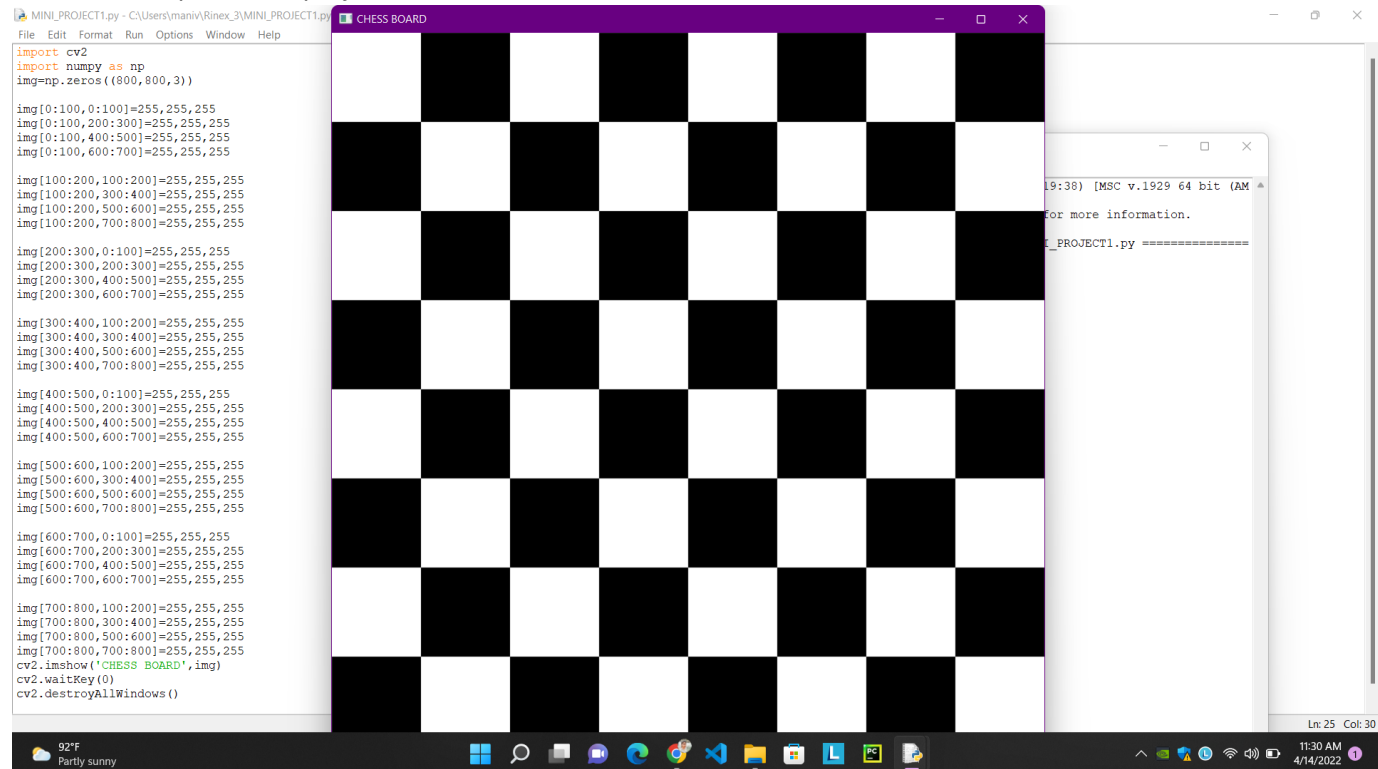 MINI_PROJECT1.py - C:\Users\maniv\Rinex_3\MINI_PROJECT1.py
File Edit Format Run Options Window Help
import cv2
import numpy as np
img=np.zeros((800,800,3))
img[0:100,0:100]=255,255,255
img[0:100,200:300]=255,255,255
img[0:100,400:500]=255,255,255
img[0:100,600:700]=255,255,255
img[100:200,100:200]=255,255,255
img[100:200,300:400]=255,255,255
img[100:200,500:600]=255,255,255
img[100:200,700:800]=255,255,255
img[200:300,0:100]=255,255,255
img[200:300,200:300]=255,255,255
img[200:300,400:500]=255,255,255
img[200:300,600:700]=255,255,255
img[300:400,100:200]=255,255,255
img[300:400,300:400]=255,255,255
img[300:400,500:600]=255,255,255
img[300:400,700:800]=255,255,255
img[400:500,0:100]=255,255,255
img[400:500,200:300]=255,255,255
img[400:500,400:500]=255,255,255
img[400:500,600:700]=255,255,255
img[500:600,100:200]=255,255,255
img[500:600,300:400]=255,255,255
img[500:600,500:600]=255,255,255
img[500:600,700:800]=255,255,255
img[600:700,0:100]=255,255,255
img[600:700,200:300]=255,255,255
img[600:700,400:500]=255,255,255
img[600:700,600:700]=255,255,255
img[700:800,100:200]=255,255,255
img[700:800,300:400]=255,255,255
img[700:800,500:600]=255,255,255
img[700:800,700:800]=255,255,255
cv2.imshow('CHESS BOARD',img)
cv2.waitKey(0)
cv2.destroyAllWindows()
CHESS BOARD
19:38) [MSC v.1929 64 bit (AM
for more information.
I_PROJECT1.py ===============
Ln: 25 Col: 30
92°F
Partly sunny
L
PC
L
11:30 AM
4/14/2022
1